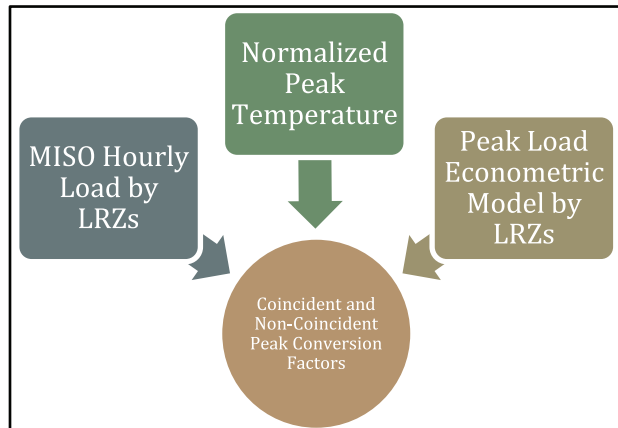 Normalized
Peak
Temperature
MISO Hourly
Load by
LRZs
Peak Load
Econometric
Model by
LRZs
Coincident and
Non-Coincident
Peak Conversion
Factors